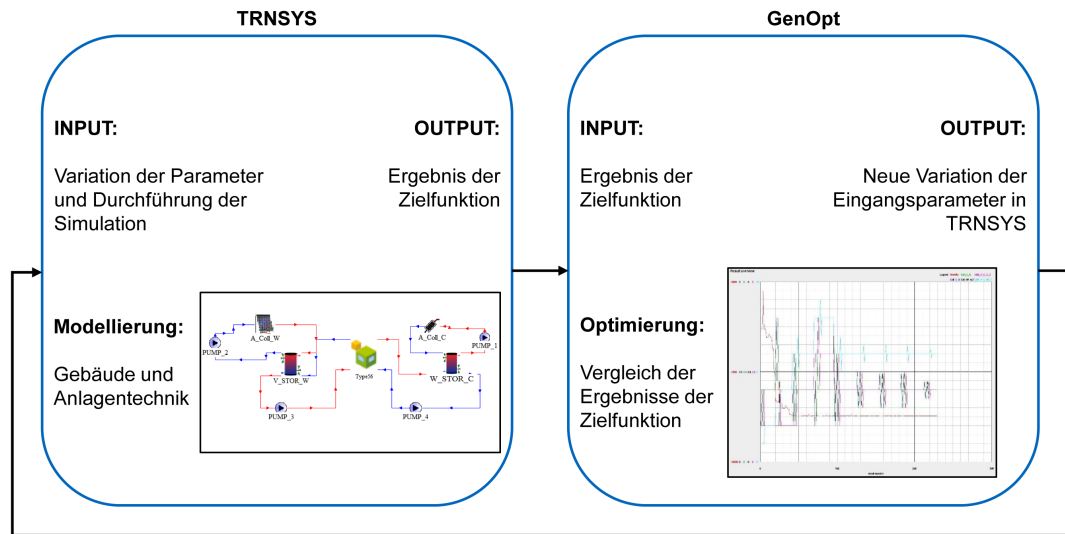 TRNSYS
INPUT:
OUTPUT:
Variation der Parameter
und Durchführung der
Simulation
Ergebnis der
Zielfunktion
Modellierung:
Gebäude und
Anlagentechnik
PUMP_2
A_Coll_W
V_STOR_W
PUMP_3
Type56
A_Coll_C
PUMP_1
W_STOR_C
PUMP_4
GenOpt
INPUT:
OUTPUT:
Ergebnis der
Zielfunktion
Neue Variation der
Eingangsparameter in
TRNSYS
Optimierung:
Vergleich der
Ergebnisse der
Zielfunktion